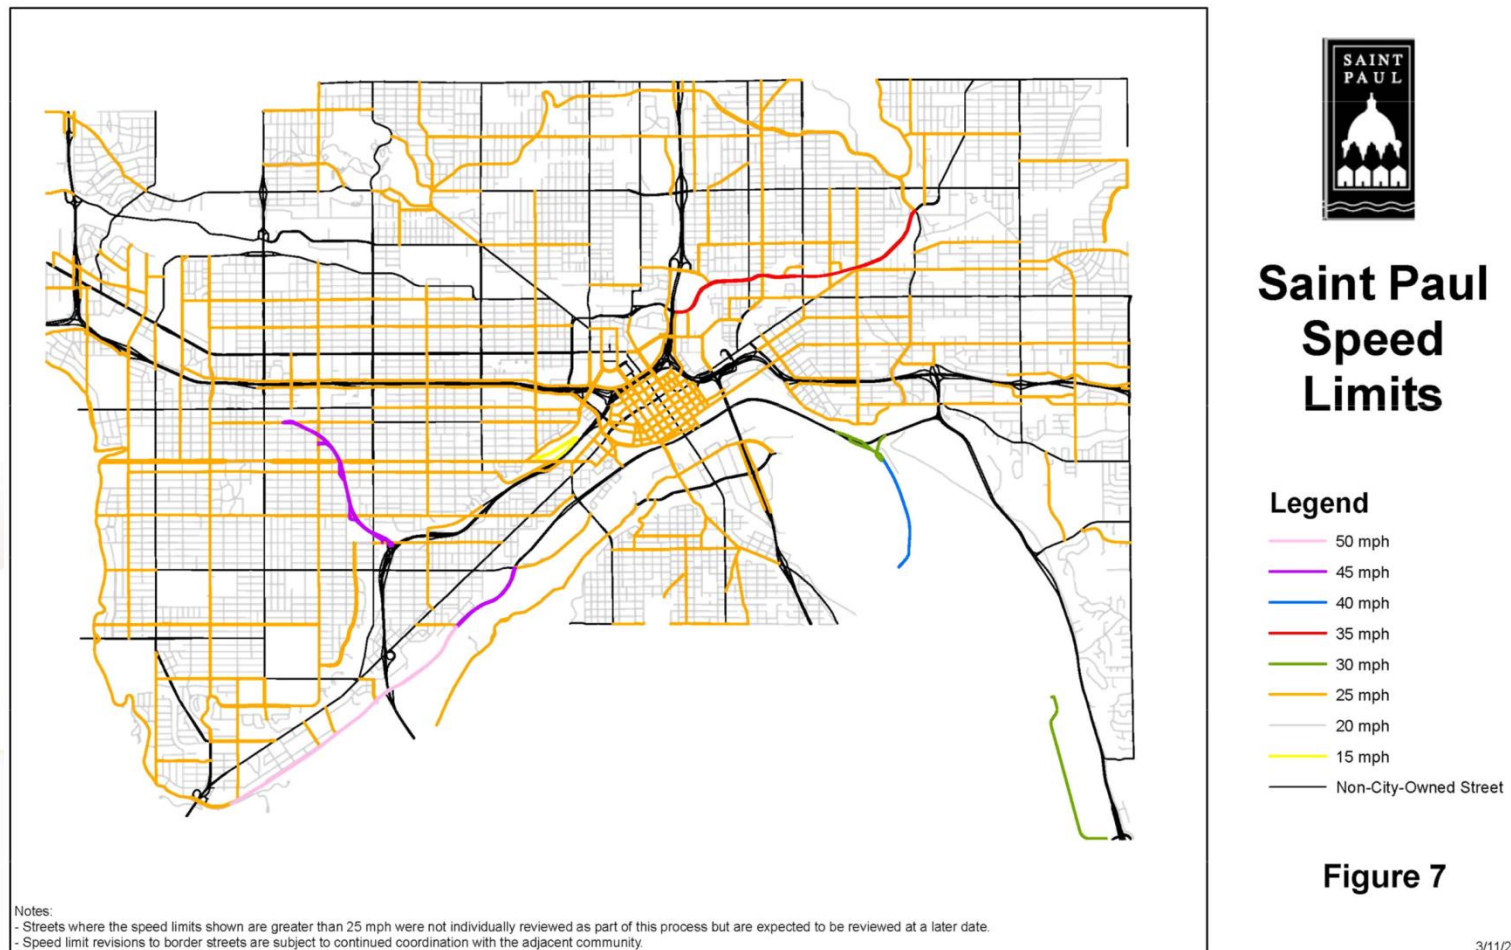 SAINT
PAUL
Saint Paul
Speed
Limits
Legend
50 mph
45 mph
40 mph
35 mph
30 mph
25 mph
20 mph
15 mph
Non-City-Owned Street
Figure 7
Notes:
- Streets where the speed limits shown are greater than 25 mph were not individually reviewed as part of this process but are expected to be reviewed at a later date.
- Speed limit revisions to border streets are subject to continued coordination with the adjacent community.
3/11/2